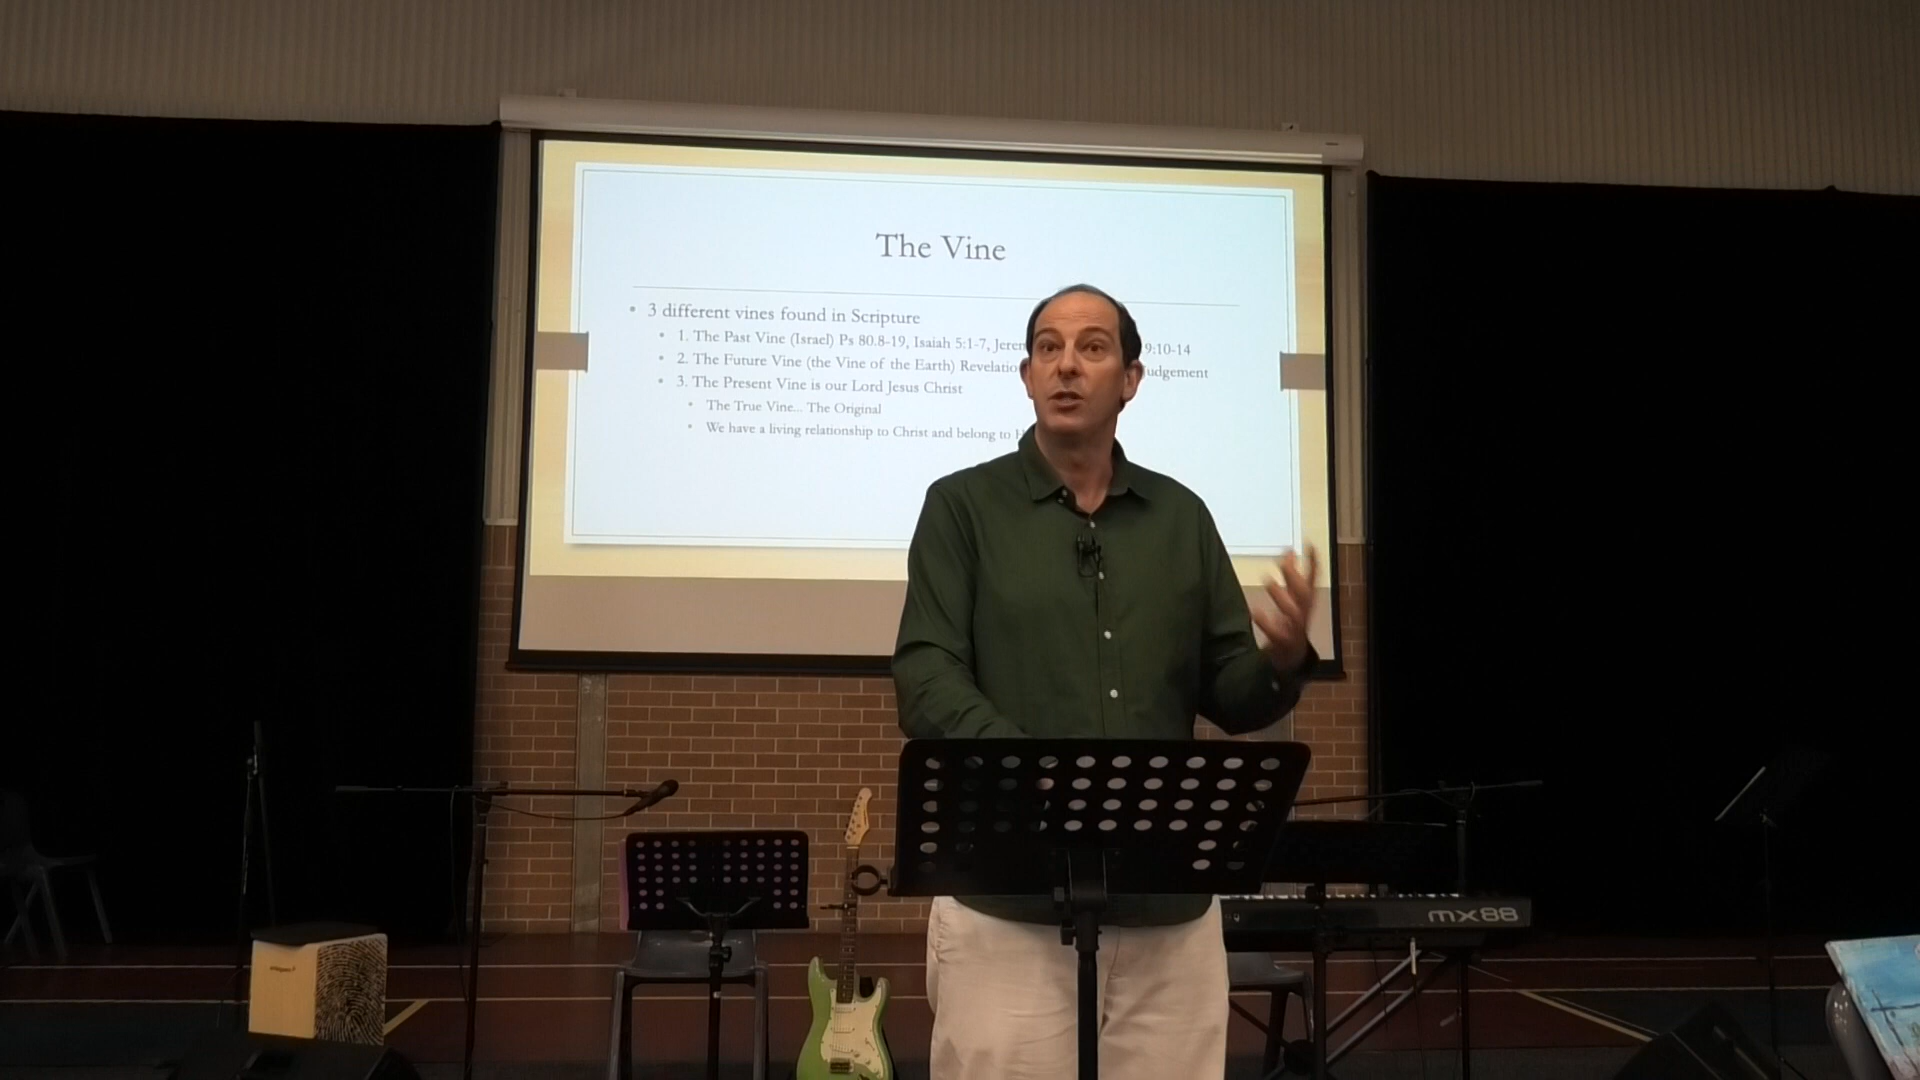 The Vine
• 3 different vines found in Scripture
• 1. The Past Vine (Israel) Ps 80.8-19, Isaiah 5:1-7, Jerem 9:10-14
• 2. The Future Vine (the Vine of the Earth) Revelatio udgement
• 3. The Present Vine is our Lord Jesus Christ
• The True Vine... The Original
• We have a living relationship to Christ and belong to H
MX88